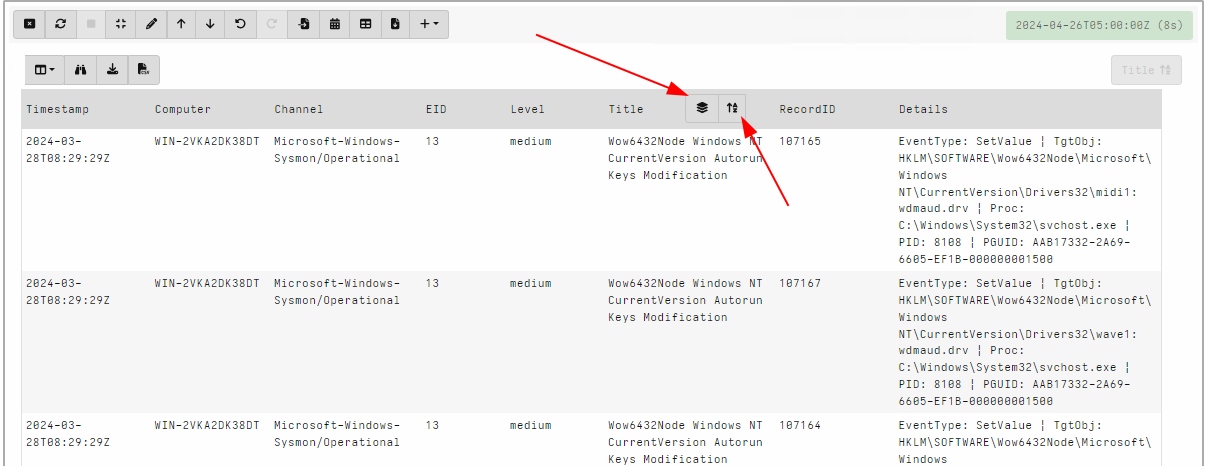 2024-04-26T05:00:00Z (8s)
CSV
Title
Timestamp Computer Channel EID Level Title RecordID Details
2024-03-28T08:29:29Z WIN-2VKA2DK38DT Microsoft-Windows-Sysmon/Operational 13 medium Wow6432Node Windows NT CurrentVersion Autorun Keys Modification 107165
EventType: SetValue ¦ TgtObj:
HKLM\SOFTWARE\Wow6432Node\Microsoft\
Windows
NT\CurrentVersion\Drivers32\midi1:
wdmaud.drv ¦ Proc:
C:\Windows\System32\svchost.exe ¦
PID: 8108 ¦ PGUID: AAB17332-2A69-
6605-EF1B-000000001500
2024-03-28T08:29:29Z WIN-2VKA2DK38DT Microsoft-Windows-Sysmon/Operational 13 medium Wow6432Node Windows NT CurrentVersion Autorun Keys Modification 107167
EventType: SetValue ¦ TgtObj:
HKLM\SOFTWARE\Wow6432Node\Microsoft\
Windows
NT\CurrentVersion\Drivers32\wave1:
wdmaud.drv ¦ Proc:
C:\Windows\System32\svchost.exe ¦
PID: 8108 ¦ PGUID: AAB17332-2A69-
6605-EF1B-000000001500
2024-03-28T08:29:29Z WIN-2VKA2DK38DT Microsoft-Windows-Sysmon/Operational 13 medium Wow6432Node Windows NT CurrentVersion Autorun Keys Modification 107164
EventType: SetValue ¦ TgtObj:
HKLM\SOFTWARE\Wow6432Node\Microsoft\
Windows